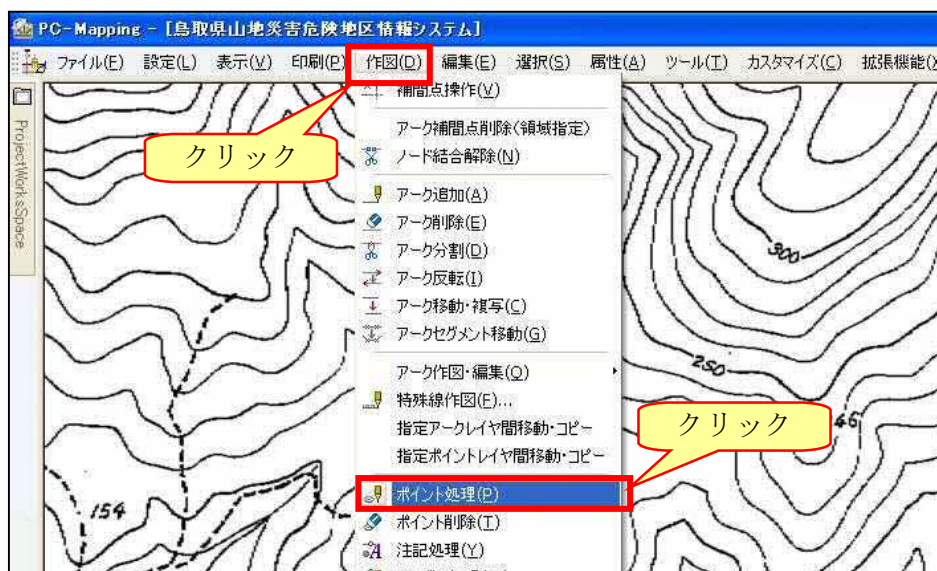 PC-Mapping - [鳥取県山地災害危険地区情報システム]
ファイル(F) 設定(L) 表示(V) 印刷(P) 作図(D) 編集(E) 選択(S) 属性(A) ツール(T) カスタマイズ(C) 拡張機能(X
ProjectWorksSpace
補間点操作(V)
アーク補間点削除(領域指定)
ノード結合解除(N)
アーク追加(A)
アーク削除(E)
アーク分割(D)
アーク反転(I)
アーク移動・複写(C)
アークセグメント移動(G)
アーク作図・編集(O)
特殊線作図(F)...
指定アークレイヤ間移動・コピー
指定ポイントレイヤ間移動・コピー
ポイント処理(P)
ポイント削除(T)
注記処理(Y)
クリック
クリック
300
250
46
154